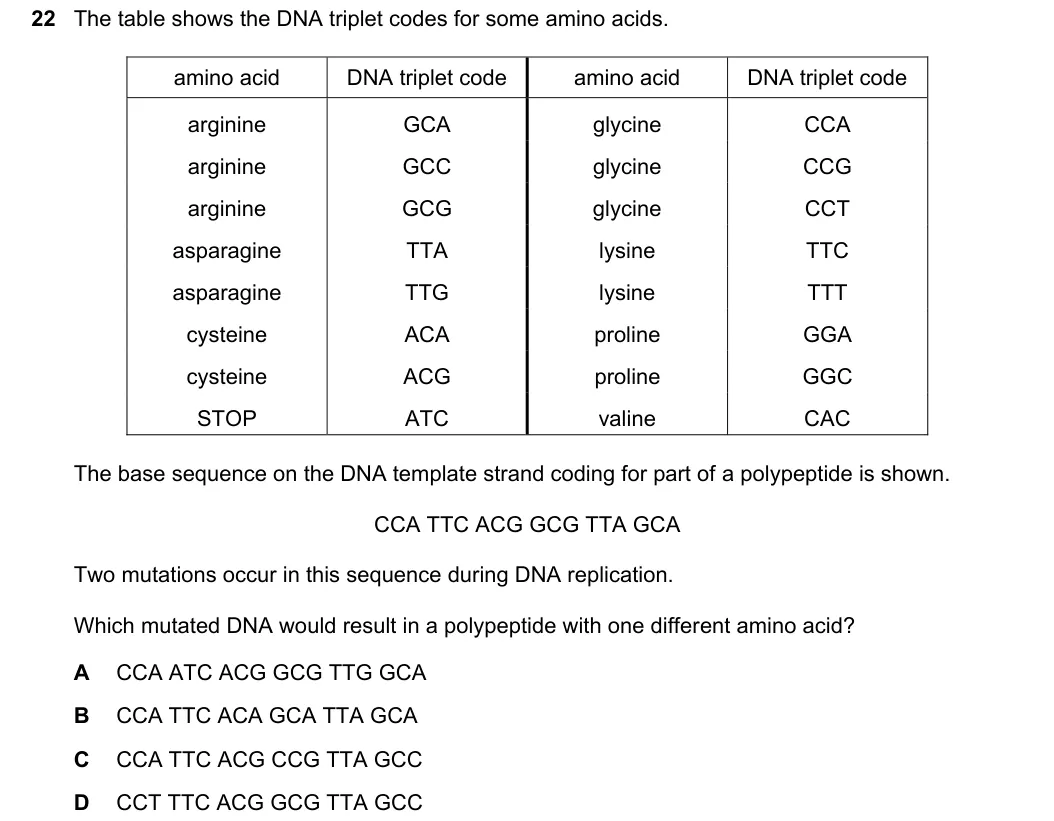 22 The table shows the DNA triplet codes for some amino acids.
amino acid DNA triplet code amino acid DNA triplet code
arginine GCA glycine CCA
arginine GCC glycine CCG
arginine GCG glycine CCT
asparagine TTA lysine TTC
asparagine TTG lysine TTT
cysteine ACA proline GGA
cysteine ACG proline GGC
STOP ATC valine CAC
The base sequence on the DNA template strand coding for part of a polypeptide is shown.
CCA TTC ACG GCG TTA GCA
Two mutations occur in this sequence during DNA replication.
Which mutated DNA would result in a polypeptide with one different amino acid?
A CCA ATC ACG GCG TTG GCA
B CCA TTC ACA GCA TTA GCA
C CCA TTC ACG CCG TTA GCC
D CCT TTC ACG GCG TTA GCC